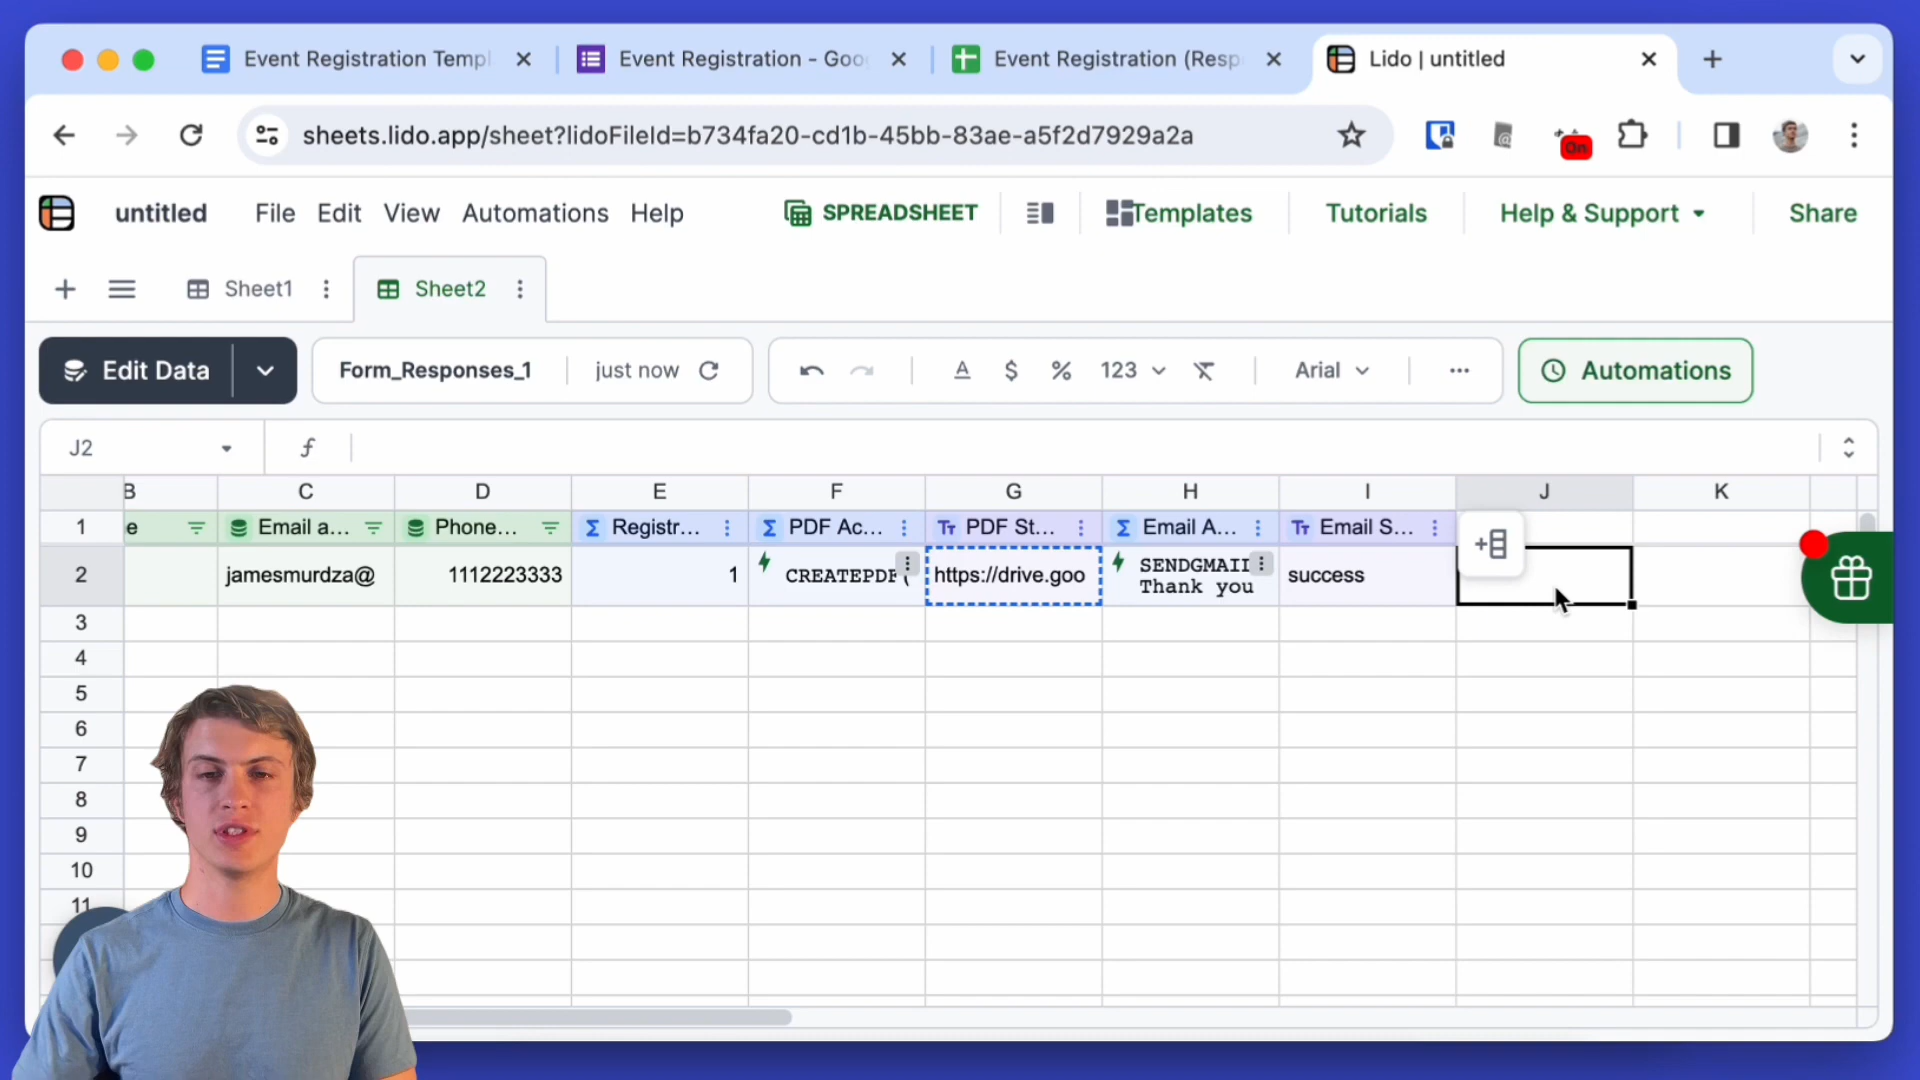 Event Registration Templ
Event Registration - Goo
Event Registration (Resp
Lido | untitled
sheets.lido.app/sheet?lidoFileId=b734fa20-cd1b-45bb-83ae-a5f2d7929a2a
On
untitled
File Edit View Automations Help
SPREADSHEET
Templates
Tutorials
Help & Support
Share
Sheet1
Sheet2
Edit Data
Form_Responses_1
just now
$ % 123
Arial
Automations
J2
B C D E F G H I J K
1 e Email a... Phone... Registr... PDF Ac... PDF St... Email A... Email S...
2 jamesmurdza@ 1112223333 1 CREATEPDF( https://drive.goo SENDGMAIL success
Thank you
3
4
5
6
7
8
9
10
11